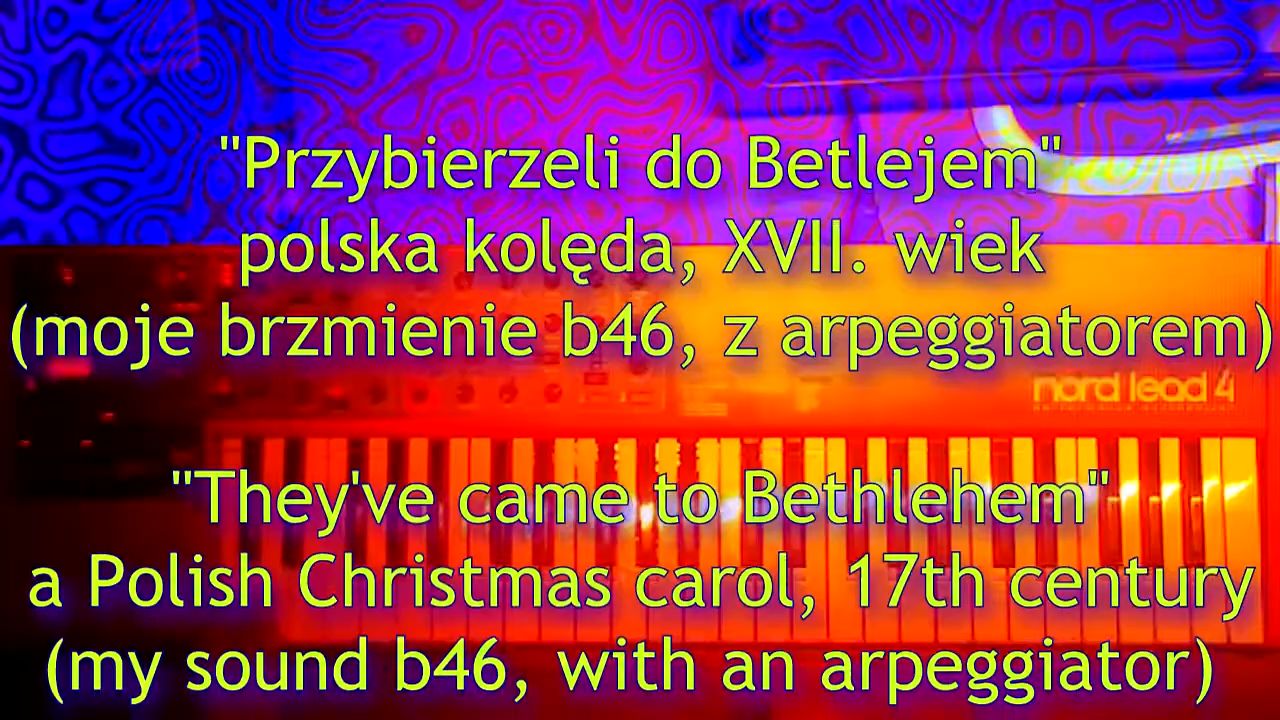 "Przybierzeli do Betlejem"
polska kolęda, XVII. wiek
(moje brzmienie b46, z arpeggiatorem)
nord lead 4
"They've came to Bethlehem"
a Polish Christmas carol, 17th century
(my sound b46, with an arpeggiator)